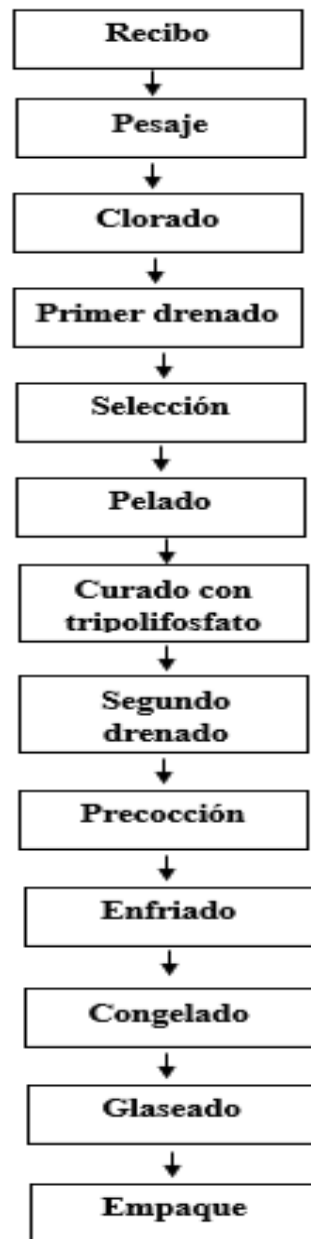 Recibo
Pesaje
Clorado
Primer drenado
Selección
Pelado
Curado con
tripolifosfato
Segundo
drenado
Precocción
Enfriado
Congelado
Glaseado
Empaque